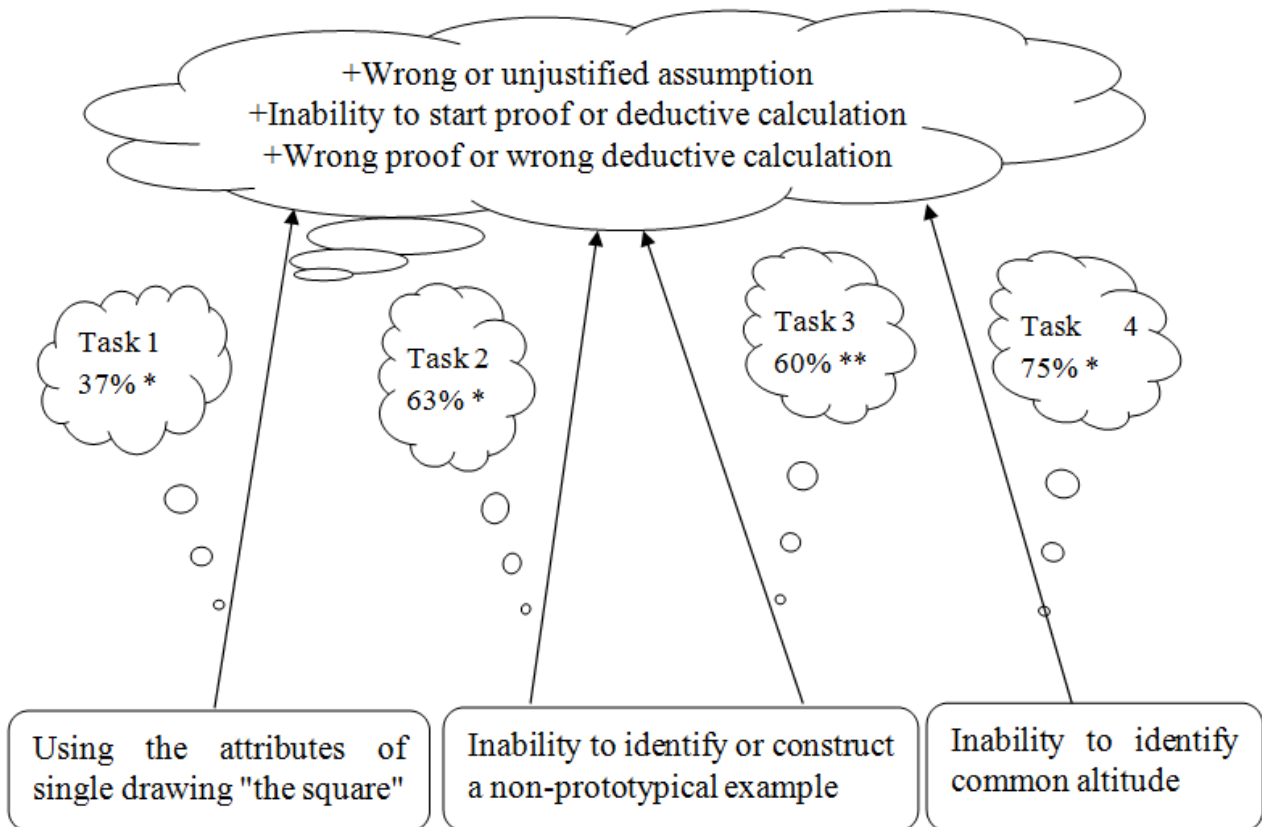 +Wrong or unjustified assumption
+Inability to start proof or deductive calculation
+Wrong proof or wrong deductive calculation
Task 1
37% *
Task 2
63% *
Task 3
60% **
Task 4
75% *
Using the attributes of
single drawing "the square"
Inability to identify or construct
a non-prototypical example
Inability to identify
common altitude